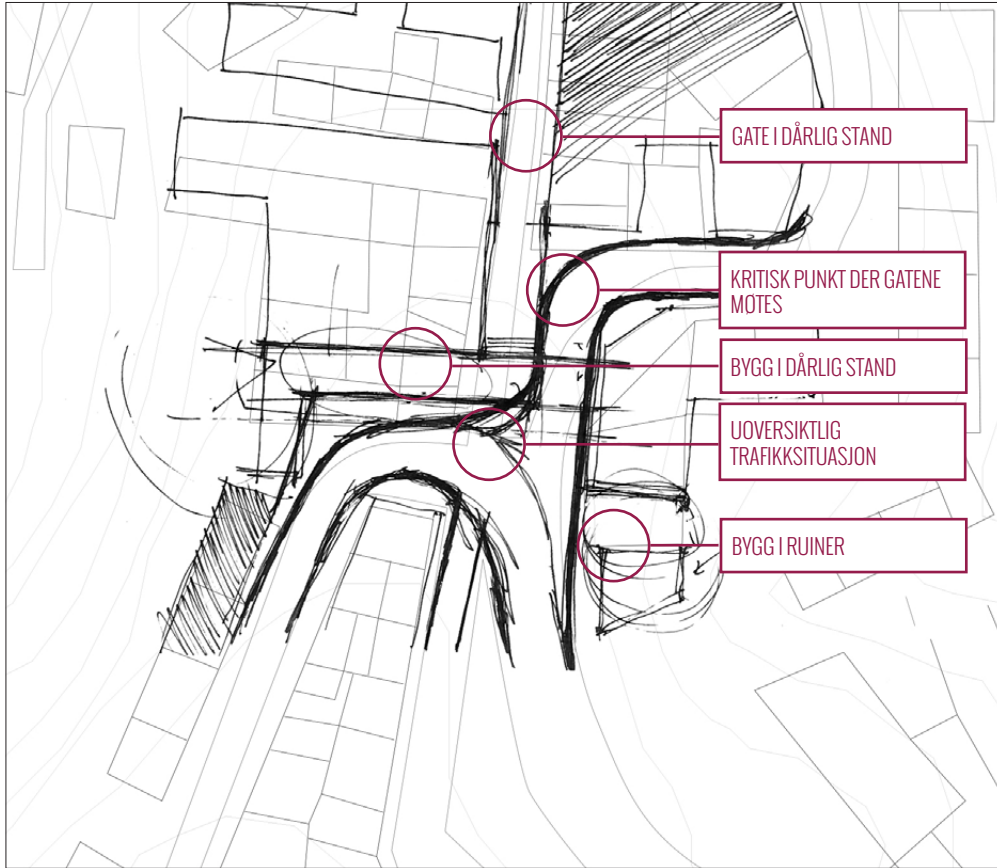 GATE I DÅRLIG STAND
KRITISK PUNKT DER GATENE
MØTES
BYGG I DÅRLIG STAND
UOVERSIKTLIG
TRAFIKKSITUASJON
BYGG I RUINER